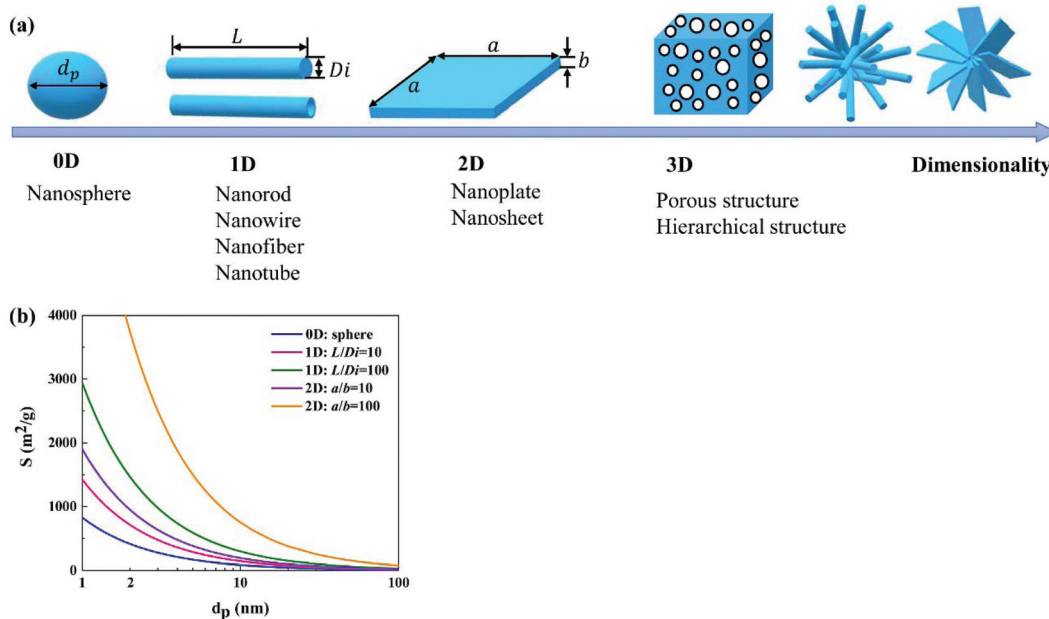 (a)
L
d_p
Di
a
a
b
0D
1D
2D
3D
Dimensionality
Nanosphere
Nanorod
Nanowire
Nanofiber
Nanotube
Nanoplate
Nanosheet
Porous structure
Hierarchical structure
(b)
4000
3000
2000
1000
0
S (m²/g)
0D: sphere
1D: L/Di=10
1D: L/Di=100
2D: a/b=10
2D: a/b=100
1
2
10
100
d_p (nm)